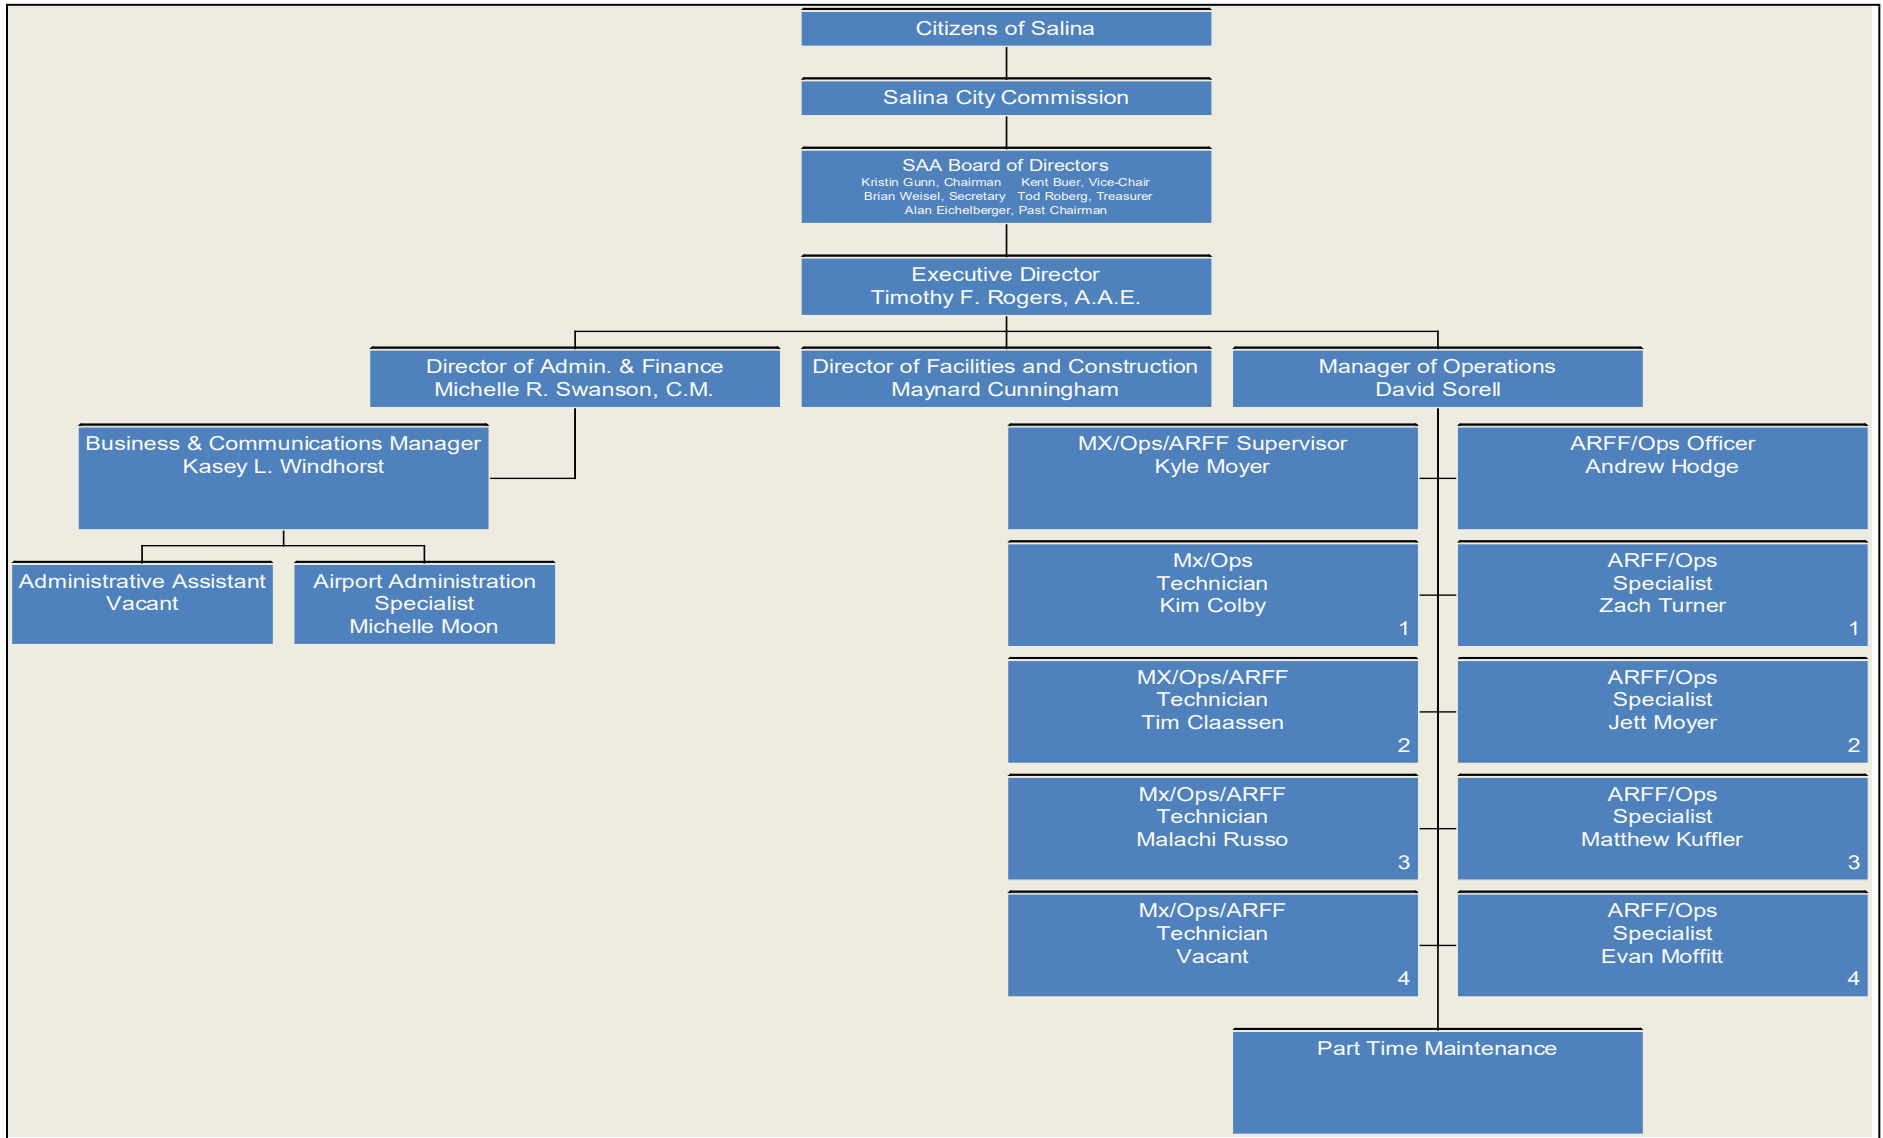 Citizens of Salina
Salina City Commission
SAA Board of Directors
Kristin Gunn, Chairman Kent Buer, Vice-Chair
Brian Weisel, Secretary Tod Roberg, Treasurer
Alan Eichelberger, Past Chairman
Executive Director
Timothy F. Rogers, A.A.E.
Director of Admin. & Finance
Michelle R. Swanson, C.M.
Director of Facilities and Construction
Maynard Cunningham
Manager of Operations
David Sorell
Business & Communications Manager
Kasey L. Windhorst
Administrative Assistant
Vacant
Airport Administration
Specialist
Michelle Moon
MX/Ops/ARFF Supervisor
Kyle Moyer
ARFF/Ops Officer
Andrew Hodge
Mx/Ops
Technician
Kim Colby
1
ARFF/Ops
Specialist
Zach Turner
1
MX/Ops/ARFF
Technician
Tim Claassen
2
ARFF/Ops
Specialist
Jett Moyer
2
Mx/Ops/ARFF
Technician
Malachi Russo
3
ARFF/Ops
Specialist
Matthew Kuffler
3
Mx/Ops/ARFF
Technician
Vacant
4
ARFF/Ops
Specialist
Evan Moffitt
4
Part Time Maintenance